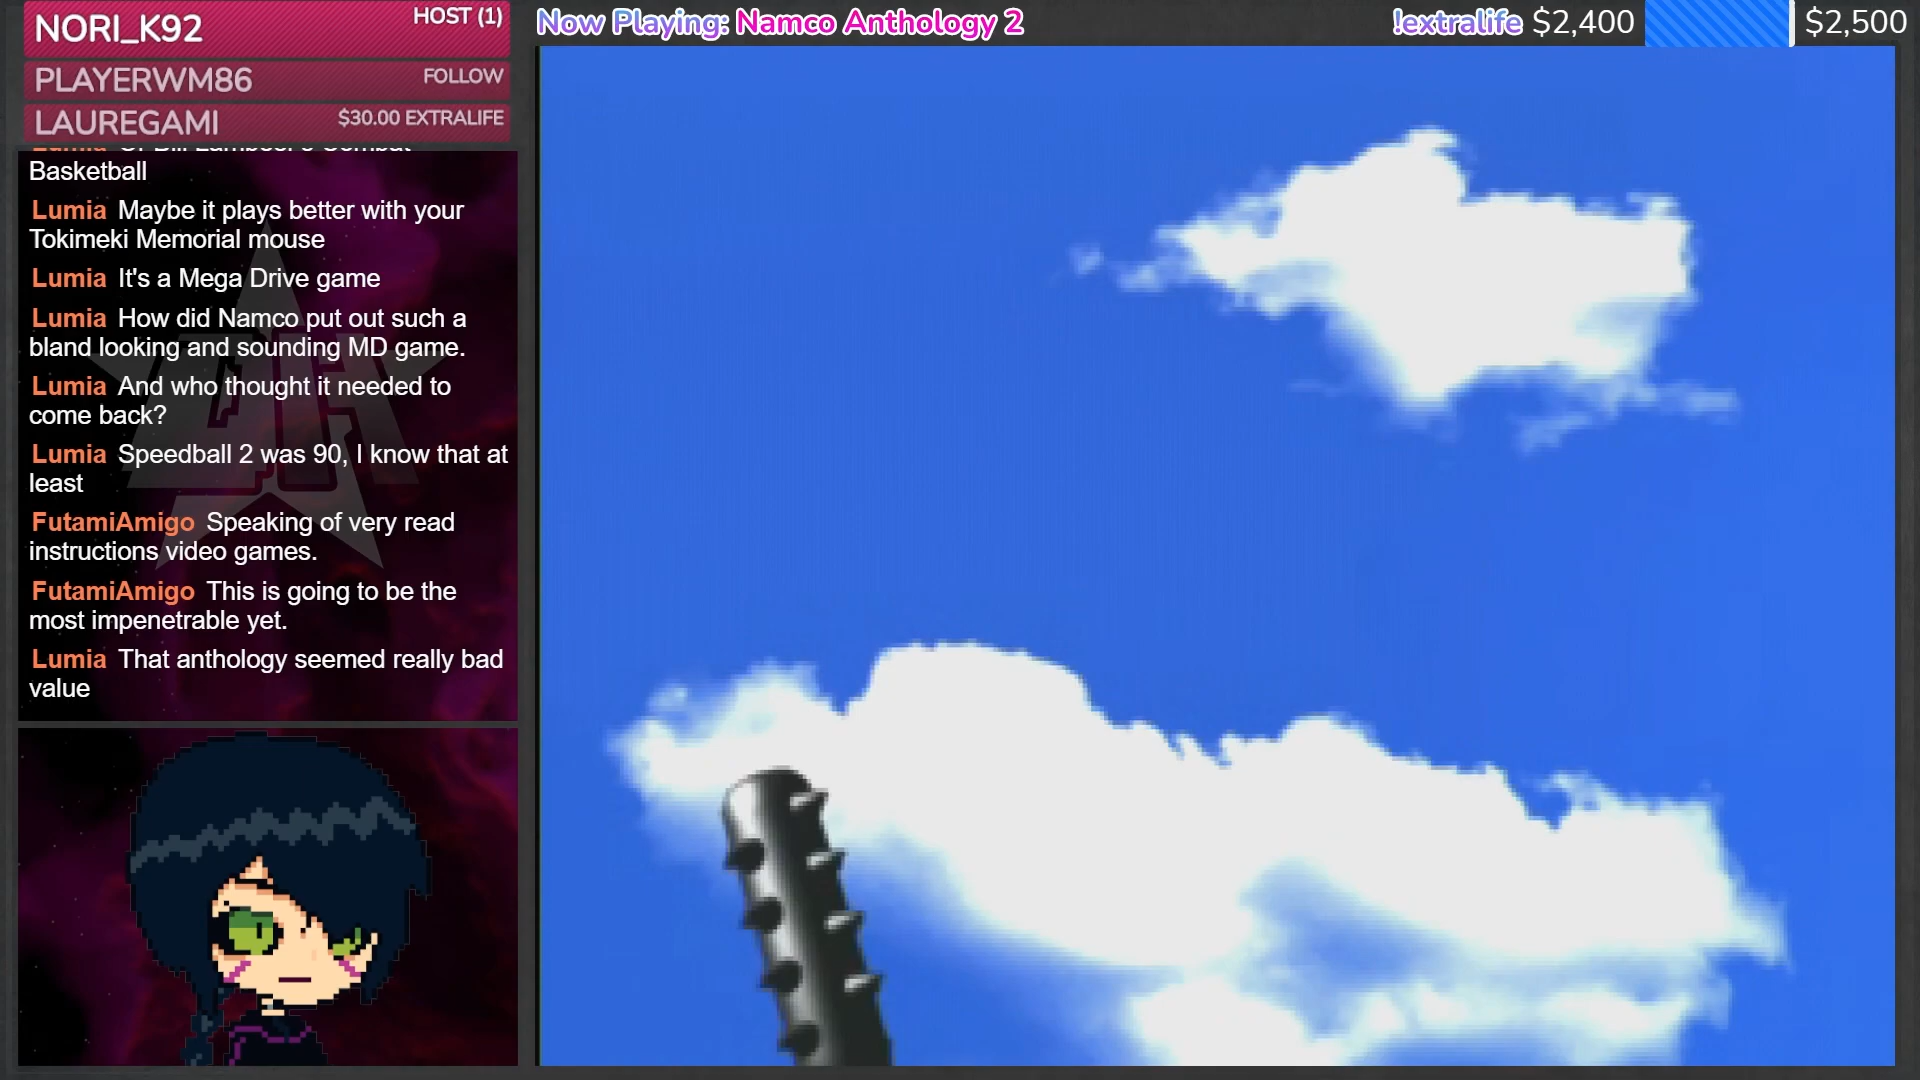 NORI_K92 HOST (1)
PLAYERWM86 FOLLOW
LAUREGAMI $30.00 EXTRALIFE
Now Playing: Namco Anthology 2
!extralife $2,400 $2,500
Basketball
Lumia Maybe it plays better with your
Tokimeki Memorial mouse
Lumia It's a Mega Drive game
Lumia How did Namco put out such a
bland looking and sounding MD game.
Lumia And who thought it needed to
come back?
Lumia Speedball 2 was 90, I know that at
least
FutamiAmigo Speaking of very read
instructions video games.
FutamiAmigo This is going to be the
most impenetrable yet.
Lumia That anthology seemed really bad
value